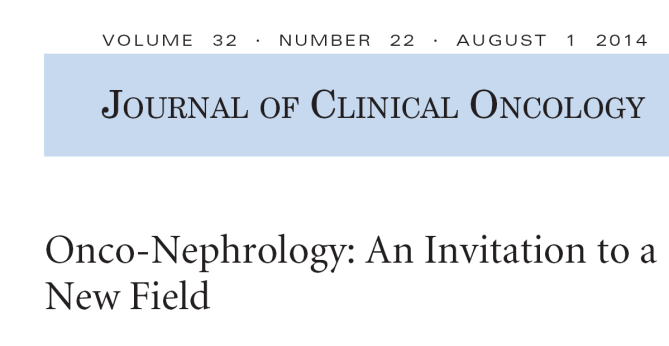 VOLUME 32 · NUMBER 22 · AUGUST 1 2014
JOURNAL OF CLINICAL ONCOLOGY
Onco-Nephrology: An Invitation to a
New Field